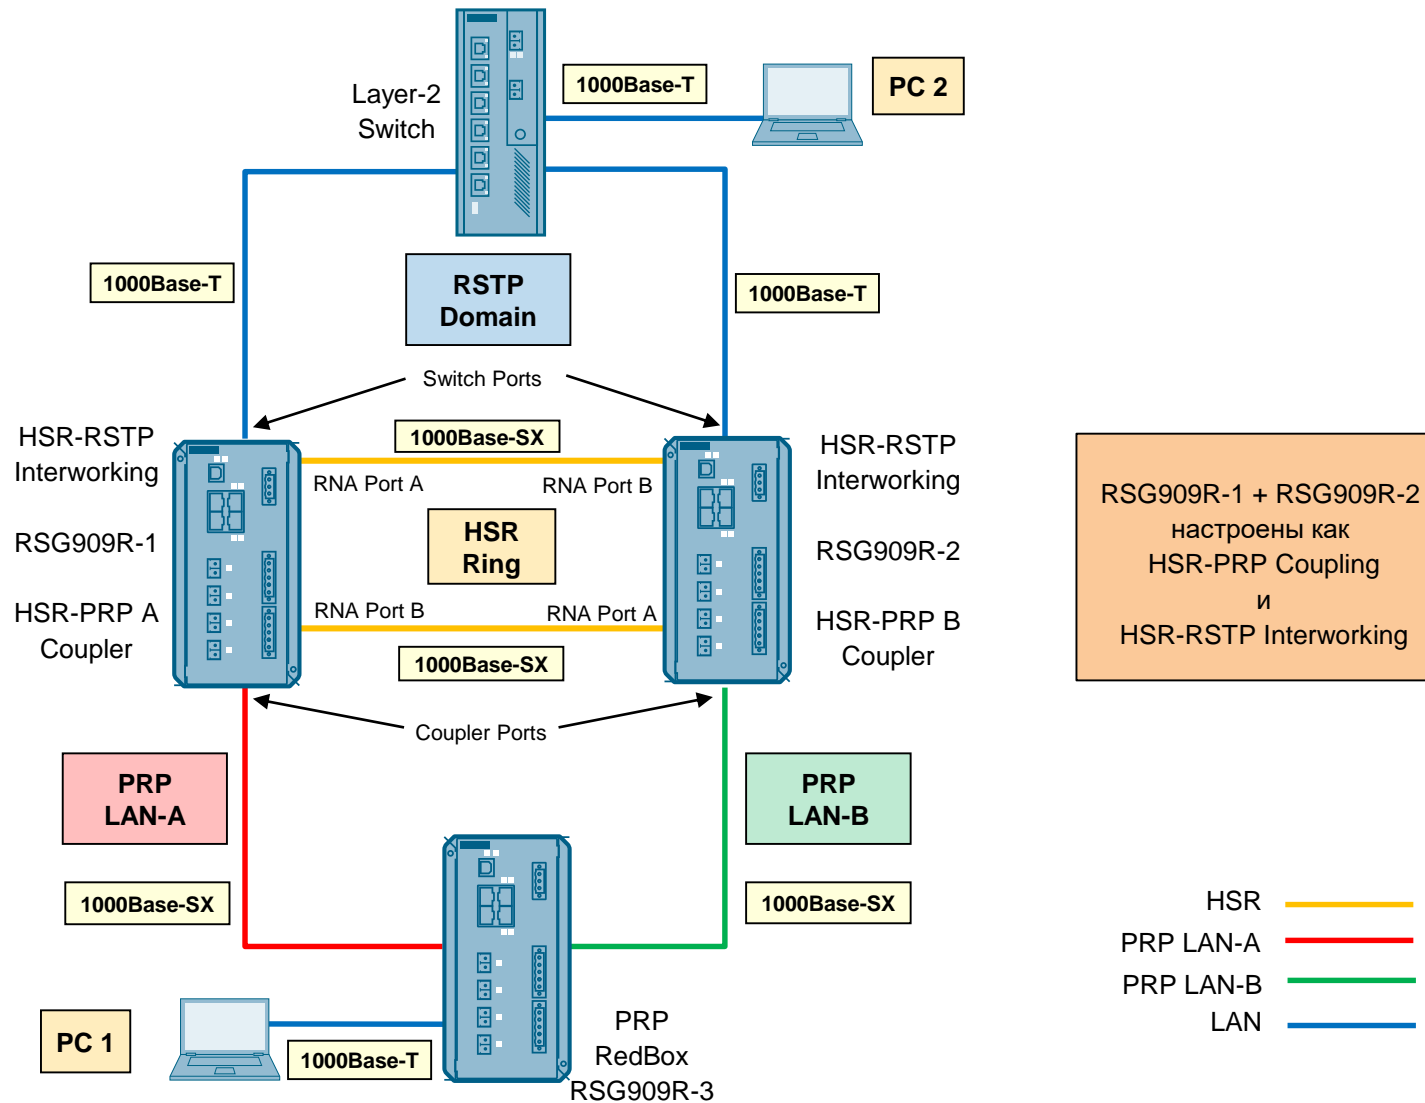 1000Base-T
PC 2
Layer-2
Switch
1000Base-T
RSTP
Domain
1000Base-T
Switch Ports
HSR-RSTP
Interworking
1000Base-SX
HSR-RSTP
Interworking
RNA Port A
RNA Port B
RSG909R-1
HSR
Ring
RSG909R-2
HSR-PRP A
Coupler
RNA Port B
RNA Port A
HSR-PRP B
Coupler
1000Base-SX
Coupler Ports
RSG909R-1 + RSG909R-2
настроены как
HSR-PRP Coupling
и
HSR-RSTP Interworking
PRP
LAN-A
PRP
LAN-B
1000Base-SX
1000Base-SX
PC 1
1000Base-T
PRP
RedBox
RSG909R-3
HSR
PRP LAN-A
PRP LAN-B
LAN